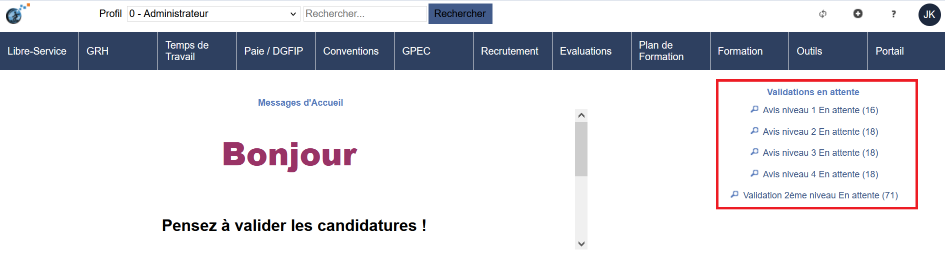 Profil 0 - Administrateur Rechercher... Rechercher ? JK
Libre-Service GRH Temps de Travail Paie / DGFIP Conventions GPEC Recrutement Evaluations Plan de Formation Formation Outils Portail
Messages d'Accueil
Bonjour
Pensez à valider les candidatures !
Validations en attente
Avis niveau 1 En attente (16)
Avis niveau 2 En attente (18)
Avis niveau 3 En attente (18)
Avis niveau 4 En attente (18)
Validation 2ème niveau En attente (71)